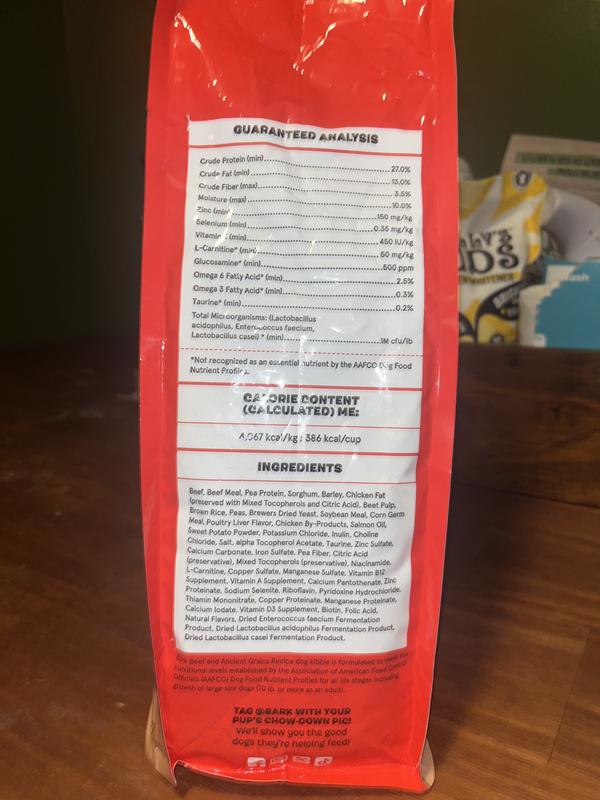 GUARANTEED ANALYSIS
Crude Protein (min)..................27.0%
Crude Fat (min)..................13.0%
Crude Fiber (max)..................3.5%
Moisture (max)..................10.0%
Zinc (min)..................150 mg/kg
Selenium (min)..................0.35 mg/kg
Vitamin E (min)..................450 IU/kg
L-Carnitine* (min)..................50 mg/kg
Glucosamine* (min)..................500 ppm
Omega 6 Fatty Acid* (min)..................2.5%
Omega 3 Fatty Acid* (min)..................0.3%
Taurine* (min)..................0.2%
Total Microorganisms: (Lactobacillus
acidophilus, Enterococcus faecium,
Lactobacillus casei) * (min)..................1M cfu/lb
*Not recognized as an essential nutrient by the AAFCO Dog Food
Nutrient Profiles.
CALORIE CONTENT
(CALCULATED) ME:
4,067 kcal/kg; 386 kcal/cup
INGREDIENTS
Beef, Beef Meal, Pea Protein, Sorghum, Barley, Chicken Fat
(preserved with Mixed Tocopherols and Citric Acid), Beet Pulp,
Brown Rice, Peas, Brewers Dried Yeast, Soybean Meal, Corn Germ
Meal, Poultry Liver Flavor, Chicken By-Products, Salmon Oil,
Sweet Potato Powder, Potassium Chloride, Inulin, Choline
Chloride, Salt, alpha Tocopherol Acetate, Taurine, Zinc Sulfate,
Calcium Carbonate, Iron Sulfate, Pea Fiber, Citric Acid
(preservative), Mixed Tocopherols (preservative), Niacinamide,
L-Carnitine, Copper Sulfate, Manganese Sulfate, Vitamin B12
Supplement, Vitamin A Supplement, Calcium Pantothenate, Zinc
Proteinate, Sodium Selenite, Riboflavin, Pyridoxine Hydrochloride,
Thiamin Mononitrate, Copper Proteinate, Manganese Proteinate,
Calcium Iodate, Vitamin D3 Supplement, Biotin, Folic Acid,
Natural Flavors, Dried Enterococcus faecium Fermentation
Product, Dried Lactobacillus acidophilus Fermentation Product,
Dried Lactobacillus casei Fermentation Product.
Beef and Ancient Grains Recipe dog kibble is formulated to meet the
nutritional levels established by the Association of American Feed Control
Officials (AAFCO) Dog Food Nutrient Profiles for all life stages including
growth of large size dogs (70 lb. or more as an adult).
TAG @BARK WITH YOUR
PUP'S CHOW-DOWN PIC!
We'll show you the good
dogs they're helping feed!